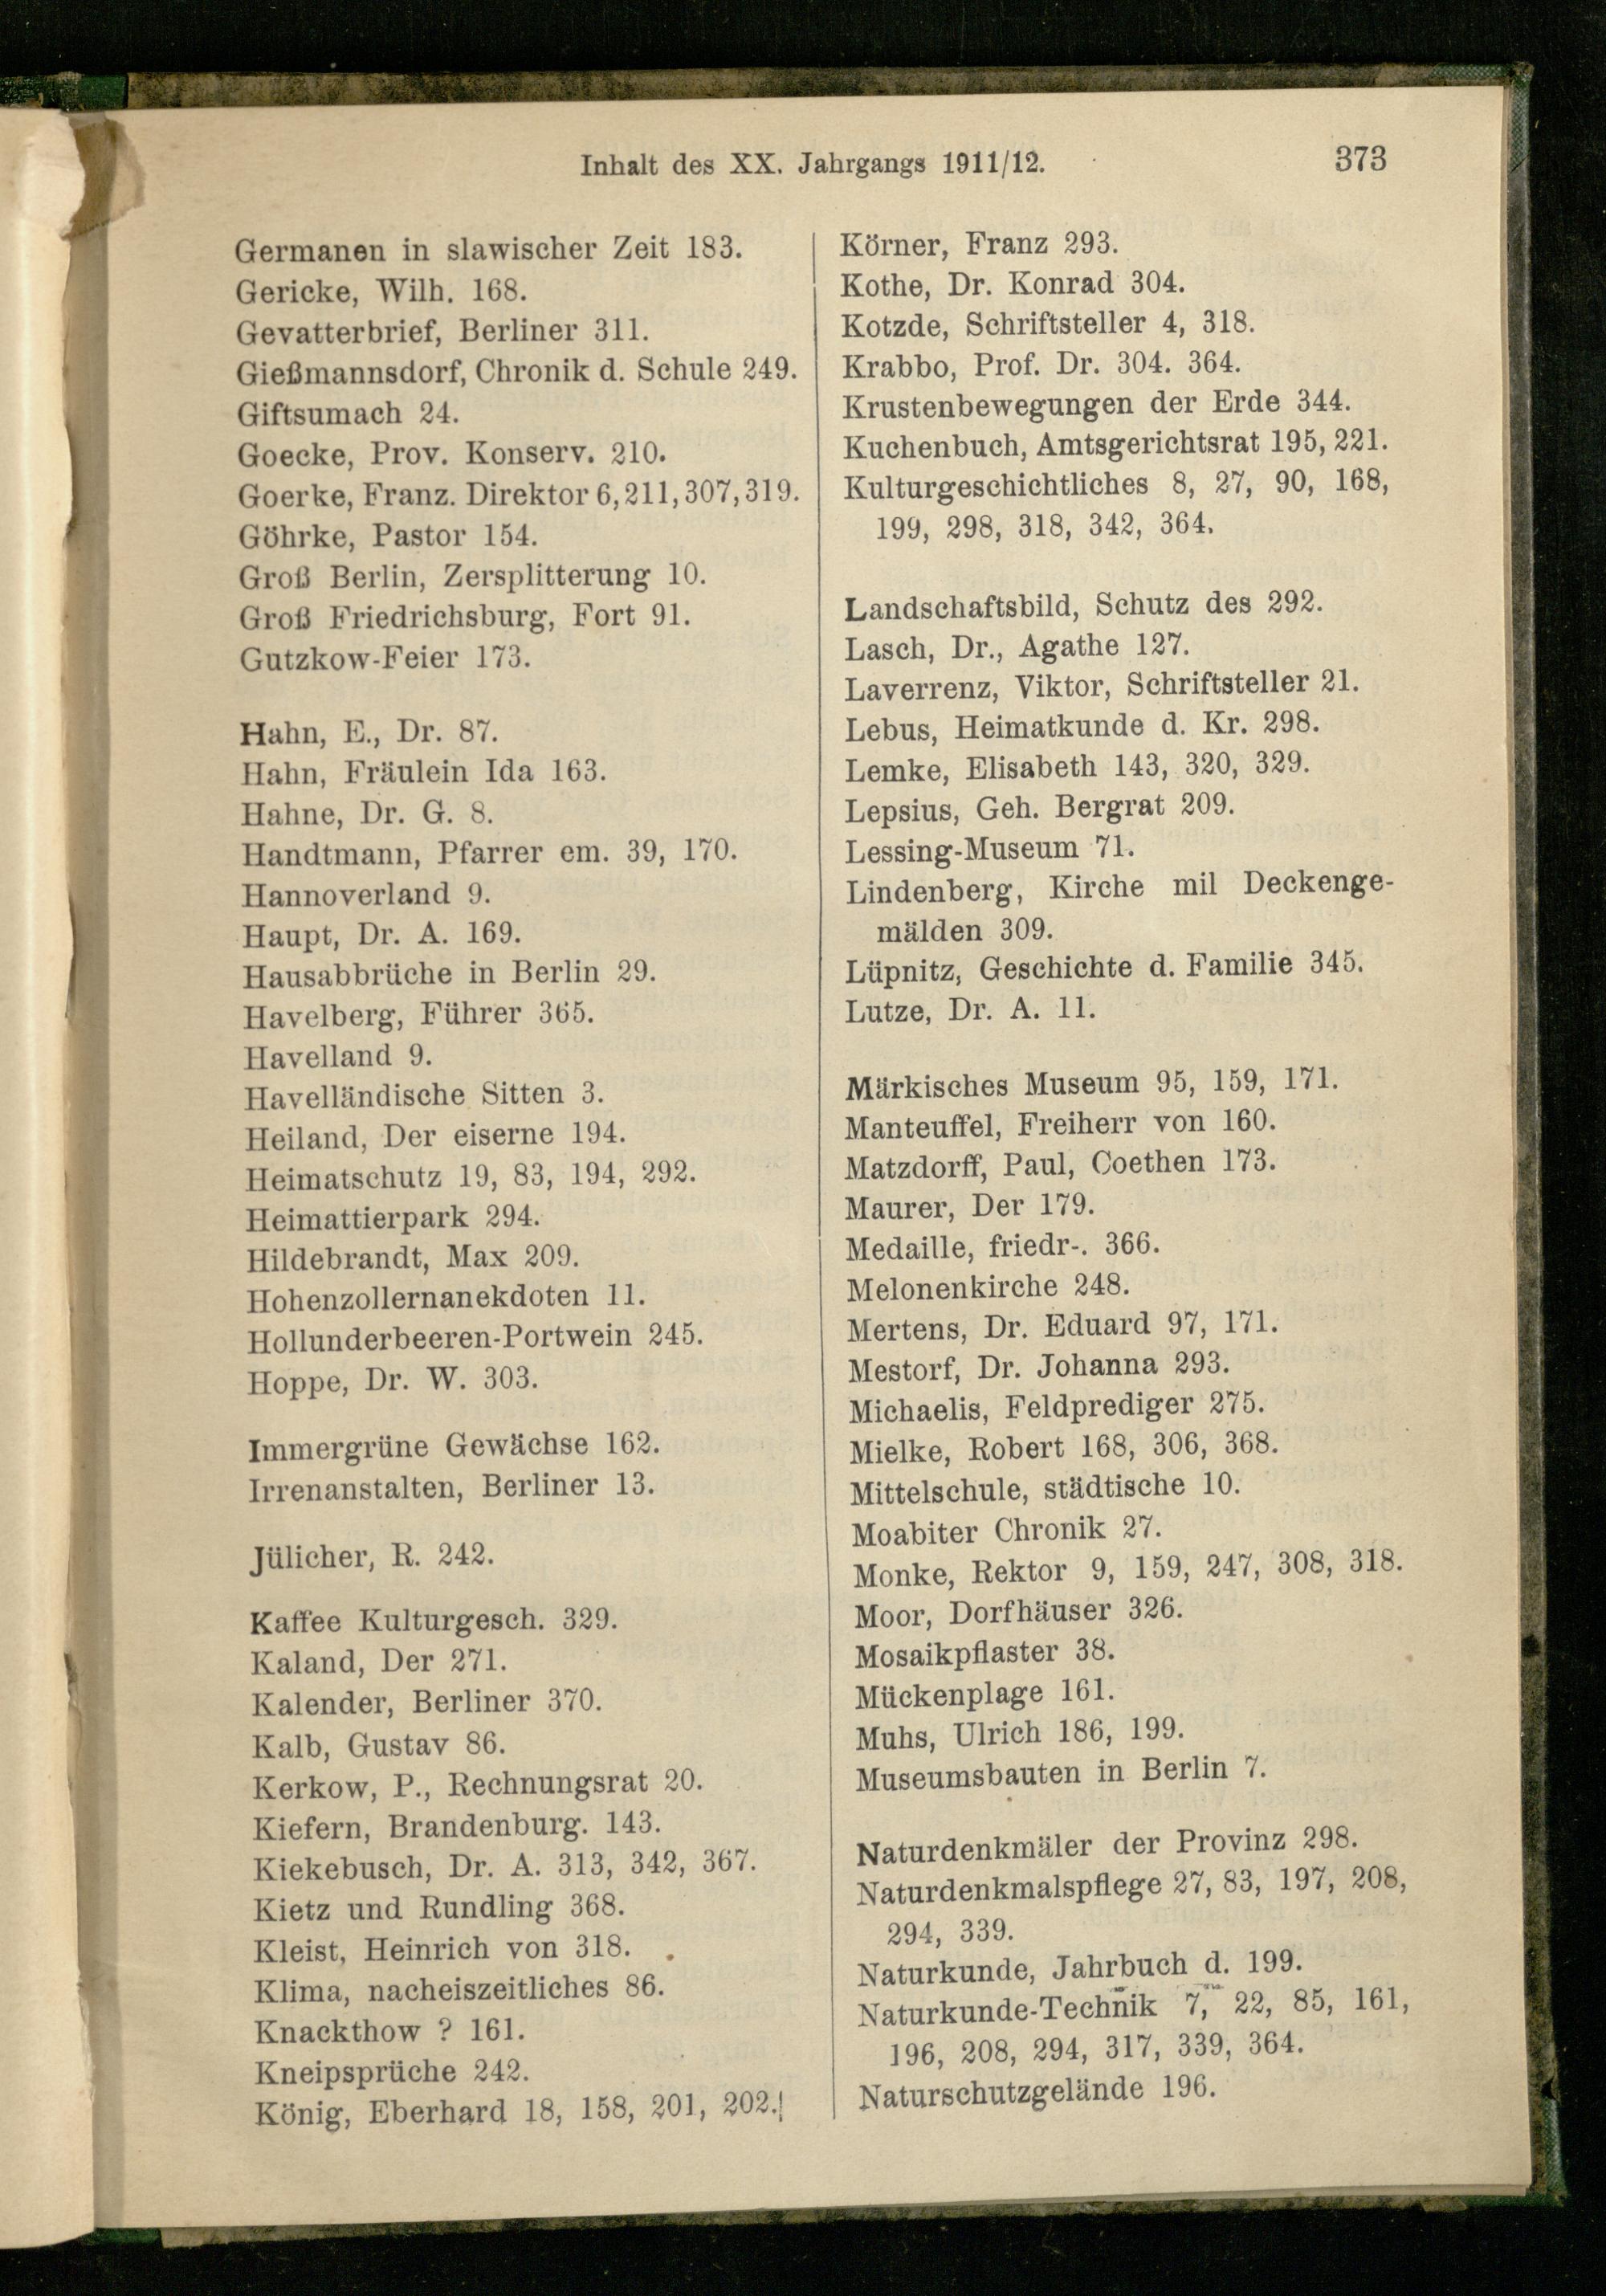 Inhalt des XX. Jahrgangs 1911/12.
373
Germanen in slawischer Zeit 183.
Gericke, Wilh. 168.
Gevatterbrief, Berliner 311.
Gießmannsdorf, Chronik d. Schule 249.
Giftsumach 24.
Goecke, Prov. Konserv. 210.
Goerke, Franz. Direktor 6, 211, 307, 319.
Göhrke, Pastor 154.
Groß Berlin, Zersplitterung 10.
Groß Friedrichsburg, Fort 91.
Gutzkow-Feier 173.
Hahn, E., Dr. 87.
Hahn, Fräulein Ida 163.
Hahne, Dr. G. 8.
Handtmann, Pfarrer em. 39, 170.
Hannoverland 9.
Haupt, Dr. A. 169.
Hausabbrüche in Berlin 29.
Havelberg, Führer 365.
Havelland 9.
Havelländische Sitten 3.
Heiland, Der eiserne 194.
Heimatschutz 19, 83, 194, 292.
Heimattierpark 294.
Hildebrandt, Max 209.
Hohenzollernanekdoten 11.
Hollunderbeeren-Portwein 245.
Hoppe, Dr. W. 303.
Immergrüne Gewächse 162.
Irrenanstalten, Berliner 13.
Jülicher, R. 242.
Kaffee Kulturgesch. 329.
Kaland, Der 271.
Kalender, Berliner 370.
Kalb, Gustav 86.
Kerkow, P., Rechnungsrat 20.
Kiefern, Brandenburg. 143.
Kiekebusch, Dr. A. 313, 342, 367.
Kietz und Rundling 368.
Kleist, Heinrich von 318.
Klima, nacheiszeitliches 86.
Knackthow ? 161.
Kneipsprüche 242.
König, Eberhard 18, 158, 201, 202.
Körner, Franz 293.
Kothe, Dr. Konrad 304.
Kotzde, Schriftsteller 4, 318.
Krabbo, Prof. Dr. 304. 364.
Krustenbewegungen der Erde 344.
Kuchenbuch, Amtsgerichtsrat 195, 221.
Kulturgeschichtliches 8, 27, 90, 168,
199, 298, 318, 342, 364.
Landschaftsbild, Schutz des 292.
Lasch, Dr., Agathe 127.
Laverrenz, Viktor, Schriftsteller 21.
Lebus, Heimatkunde d. Kr. 298.
Lemke, Elisabeth 143, 320, 329.
Lepsius, Geh. Bergrat 209.
Lessing-Museum 71.
Lindenberg, Kirche mil Deckenge-
mälden 309.
Lüpnitz, Geschichte d. Familie 345.
Lutze, Dr. A. 11.
Märkisches Museum 95, 159, 171.
Manteuffel, Freiherr von 160.
Matzdorff, Paul, Coethen 173.
Maurer, Der 179.
Medaille, friedr-. 366.
Melonenkirche 248.
Mertens, Dr. Eduard 97, 171.
Mestorf, Dr. Johanna 293.
Michaelis, Feldprediger 275.
Mielke, Robert 168, 306, 368.
Mittelschule, städtische 10.
Moabiter Chronik 27.
Monke, Rektor 9, 159, 247, 308, 318.
Moor, Dorfhäuser 326.
Mosaikpflaster 38.
Mückenplage 161.
Muhs, Ulrich 186, 199.
Museumsbauten in Berlin 7.
Naturdenkmäler der Provinz 298.
Naturdenkmalspflege 27, 83, 197, 208,
294, 339.
Naturkunde, Jahrbuch d. 199.
Naturkunde-Technik 7, 22, 85, 161,
196, 208, 294, 317, 339, 364.
Naturschutzgelände 196.